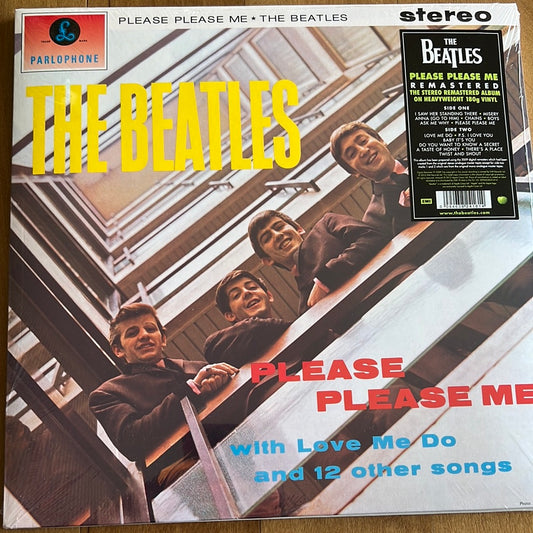 PLEASE PLEASE ME ★ THE BEATLES
stereo
£
PARLOPHONE
THE BEATLES
THE
BEATLES
PLEASE PLEASE ME
REMASTERED
THE STEREO REMASTERED ALBUM
ON HEAVYWEIGHT 180g VINYL
SIDE ONE
I SAW HER STANDING THERE • MISERY
ANNA (GO TO HIM) • CHAINS • BOYS
ASK ME WHY • PLEASE PLEASE ME
SIDE TWO
LOVE ME DO • P.S. I LOVE YOU
BABY IT'S YOU
DO YOU WANT TO KNOW A SECRET
A TASTE OF HONEY • THERE'S A PLACE
TWIST AND SHOUT
EMI
www.thebeatles.com
PLEASE
PLEASE ME
with Løve Me Do
and 12 other songs